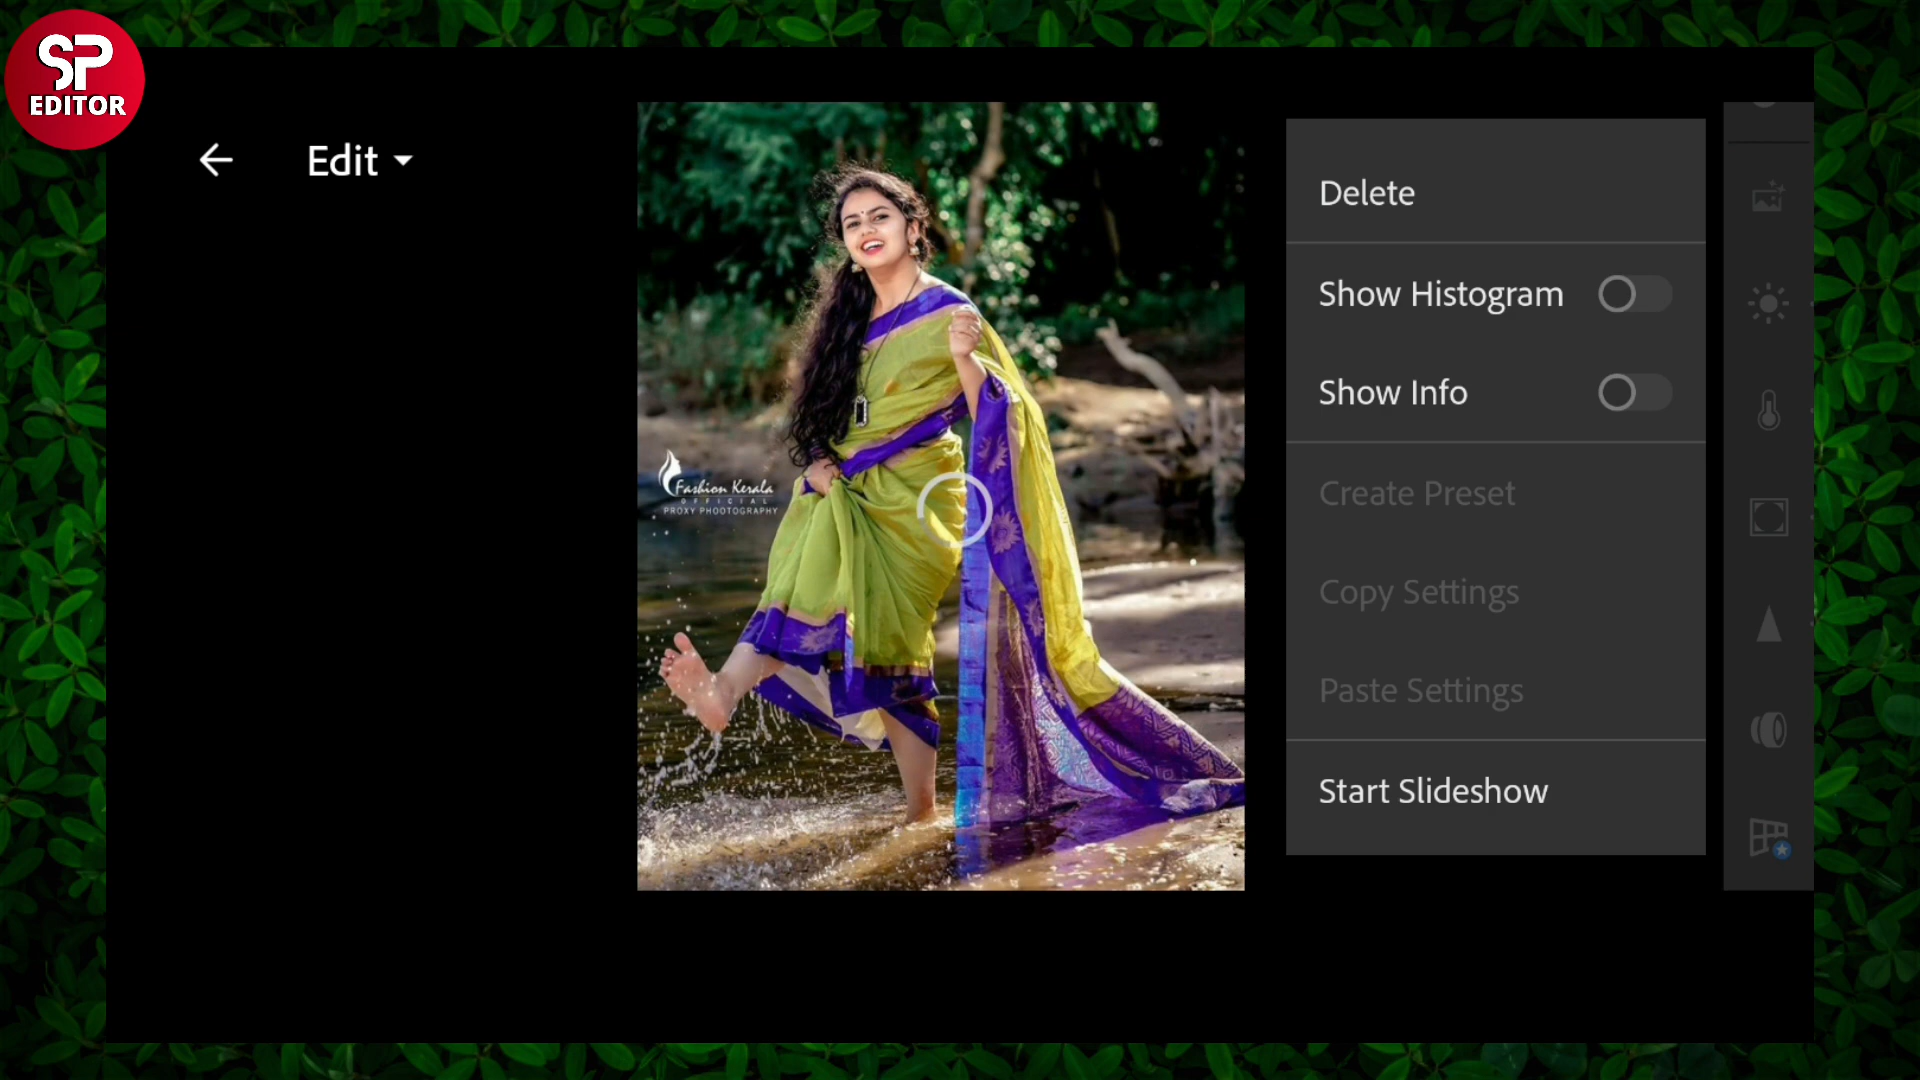 SP
EDITOR
Edit
Delete
Show Histogram
Show Info
Create Preset
Copy Settings
Paste Settings
Start Slideshow
Fashion Kerala
OFFICIAL
PROXY PHOOTOGRAPHY